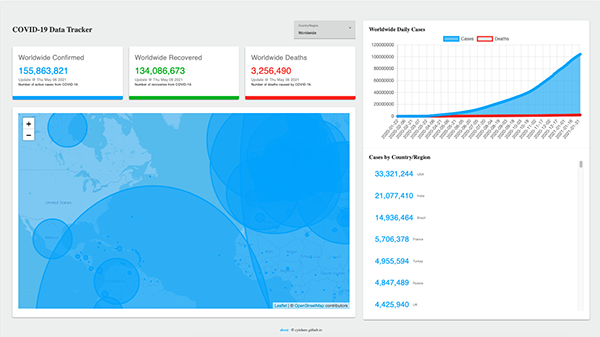 COVID-19 Data Tracker
Country/Region
Worldwide
Worldwide Confirmed
155,863,821
Update @ Thu May 06 2021
Number of active cases from COVID-19.
Worldwide Recovered
134,086,673
Update @ Thu May 06 2021
Number of recoveries from COVID-19.
Worldwide Deaths
3,256,490
Update @ Thu May 06 2021
Number of deaths caused by COVID-19.
+
−
United States
Leaflet | © OpenStreetMap contributors
Worldwide Daily Cases
Cases Deaths
120000000
100000000
80000000
60000000
40000000
20000000
0
Cases by Country/Region
33,321,244 USA
21,077,410 India
14,936,464 Brazil
5,706,378 France
4,955,594 Turkey
4,847,489 Russia
4,425,940 UK